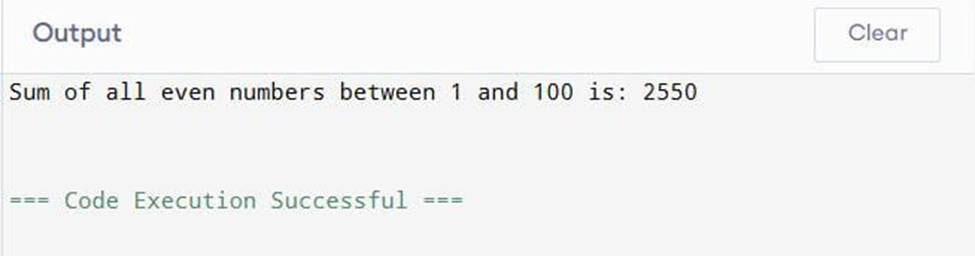 Output
Clear
Sum of all even numbers between 1 and 100 is: 2550
=== Code Execution Successful ===